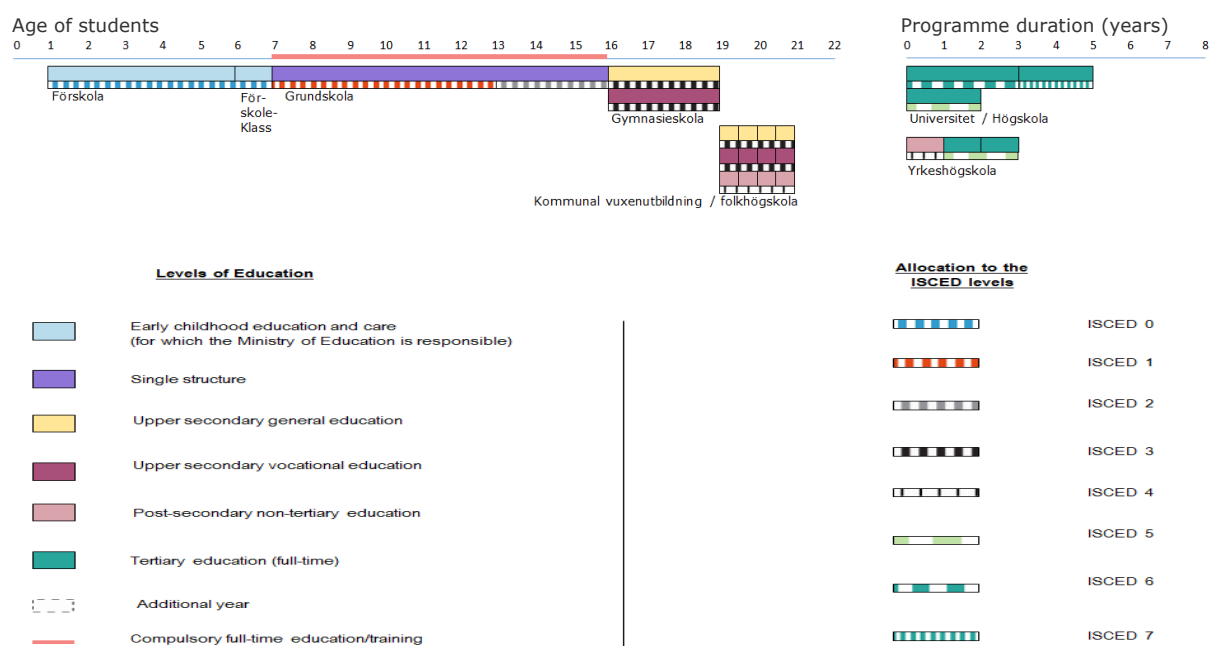 Age of students
Programme duration (years)
0 1 2 3 4 5 6 7 8 9 10 11 12 13 14 15 16 17 18 19 20 21 22
0 1 2 3 4 5 6 7 8
Förskola
För-
skole-
Klass
Grundskola
Gymnasieskola
Kommunal vuxenutbildning / folkhögskola
Universitet / Högskola
Yrkeshögskola
Levels of Education
Early childhood education and care
(for which the Ministry of Education is responsible)
Single structure
Upper secondary general education
Upper secondary vocational education
Post-secondary non-tertiary education
Tertiary education (full-time)
Additional year
Compulsory full-time education/training
Allocation to the
ISCED levels
ISCED 0
ISCED 1
ISCED 2
ISCED 3
ISCED 4
ISCED 5
ISCED 6
ISCED 7